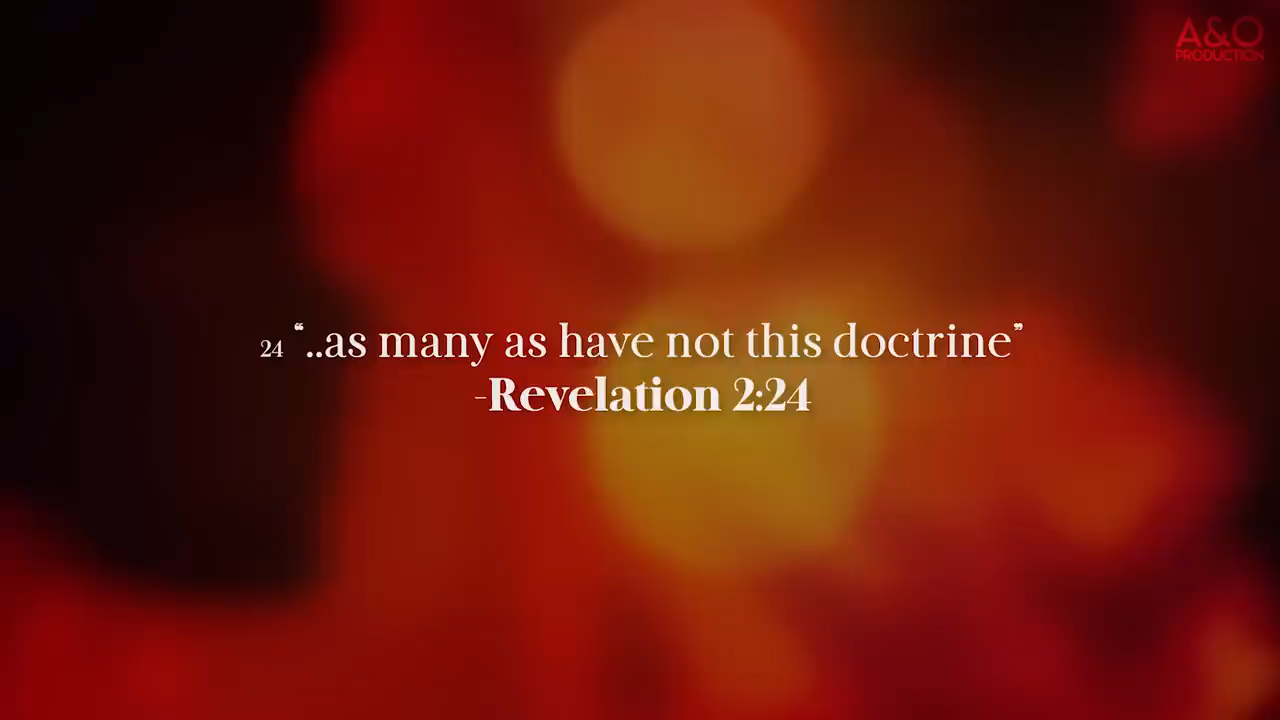 A&O
PRODUCTION
24 “..as many as have not this doctrine”
-Revelation 2:24